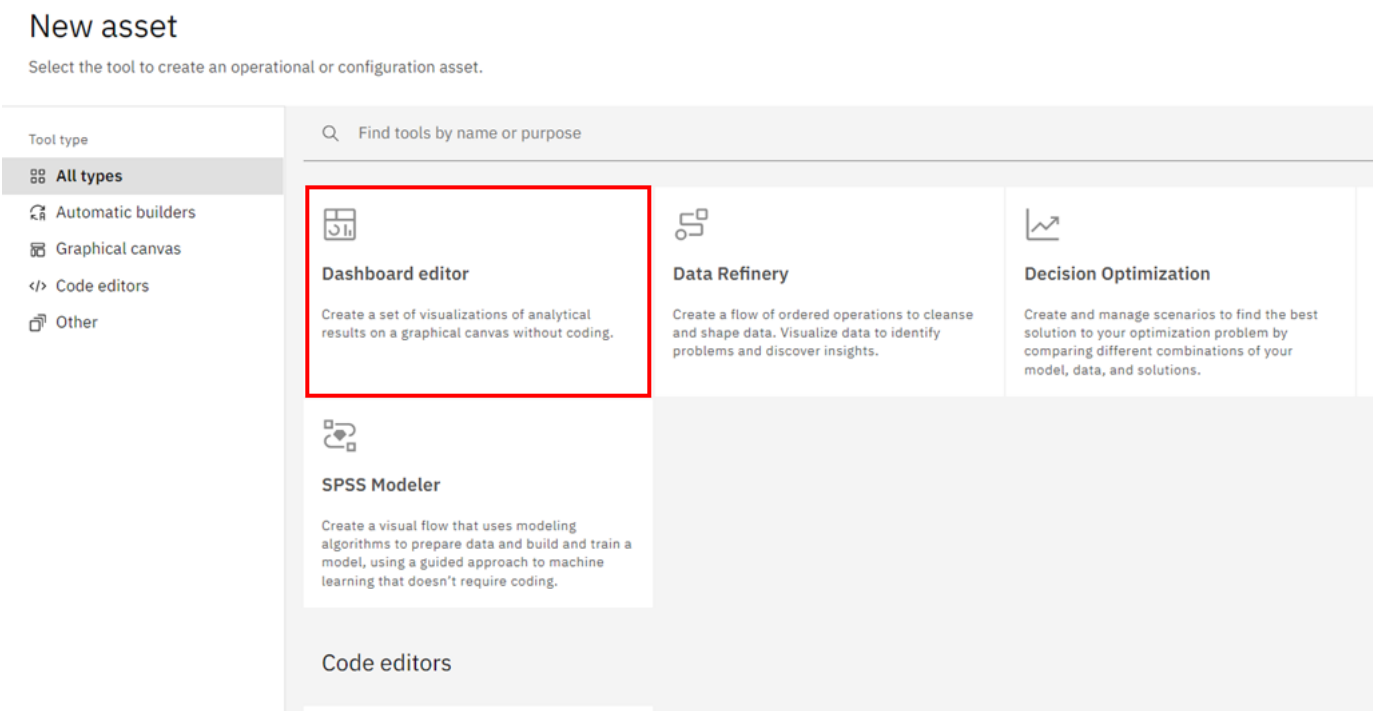 New asset
Select the tool to create an operational or configuration asset.
Tool type
All types
Automatic builders
Graphical canvas
Code editors
Other
Find tools by name or purpose
Dashboard editor
Create a set of visualizations of analytical
results on a graphical canvas without coding.
Data Refinery
Create a flow of ordered operations to cleanse
and shape data. Visualize data to identify
problems and discover insights.
Decision Optimization
Create and manage scenarios to find the best
solution to your optimization problem by
comparing different combinations of your
model, data, and solutions.
SPSS Modeler
Create a visual flow that uses modeling
algorithms to prepare data and build and train a
model, using a guided approach to machine
learning that doesn't require coding.
Code editors